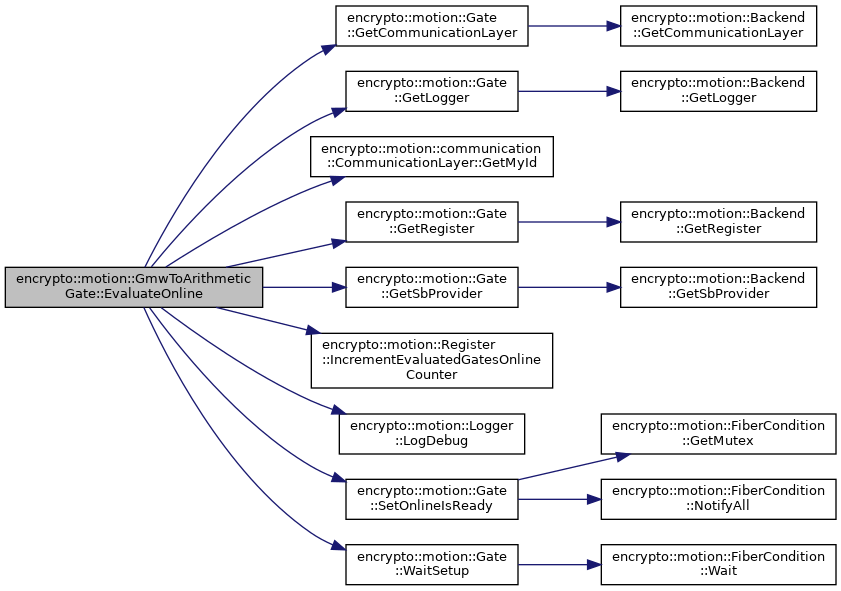 encrypto::motion::Gate
::GetCommunicationLayer
encrypto::motion::Backend
::GetCommunicationLayer
encrypto::motion::Gate
::GetLogger
encrypto::motion::Backend
::GetLogger
encrypto::motion::communication
::CommunicationLayer::GetMyId
encrypto::motion::Gate
::GetRegister
encrypto::motion::Backend
::GetRegister
encrypto::motion::GmwToArithmetic
Gate::EvaluateOnline
encrypto::motion::Gate
::GetSbProvider
encrypto::motion::Backend
::GetSbProvider
encrypto::motion::Register
::IncrementEvaluatedGatesOnline
Counter
encrypto::motion::Logger
::LogDebug
encrypto::motion::FiberCondition
::GetMutex
encrypto::motion::Gate
::SetOnlineIsReady
encrypto::motion::FiberCondition
::NotifyAll
encrypto::motion::Gate
::WaitSetup
encrypto::motion::FiberCondition
::Wait